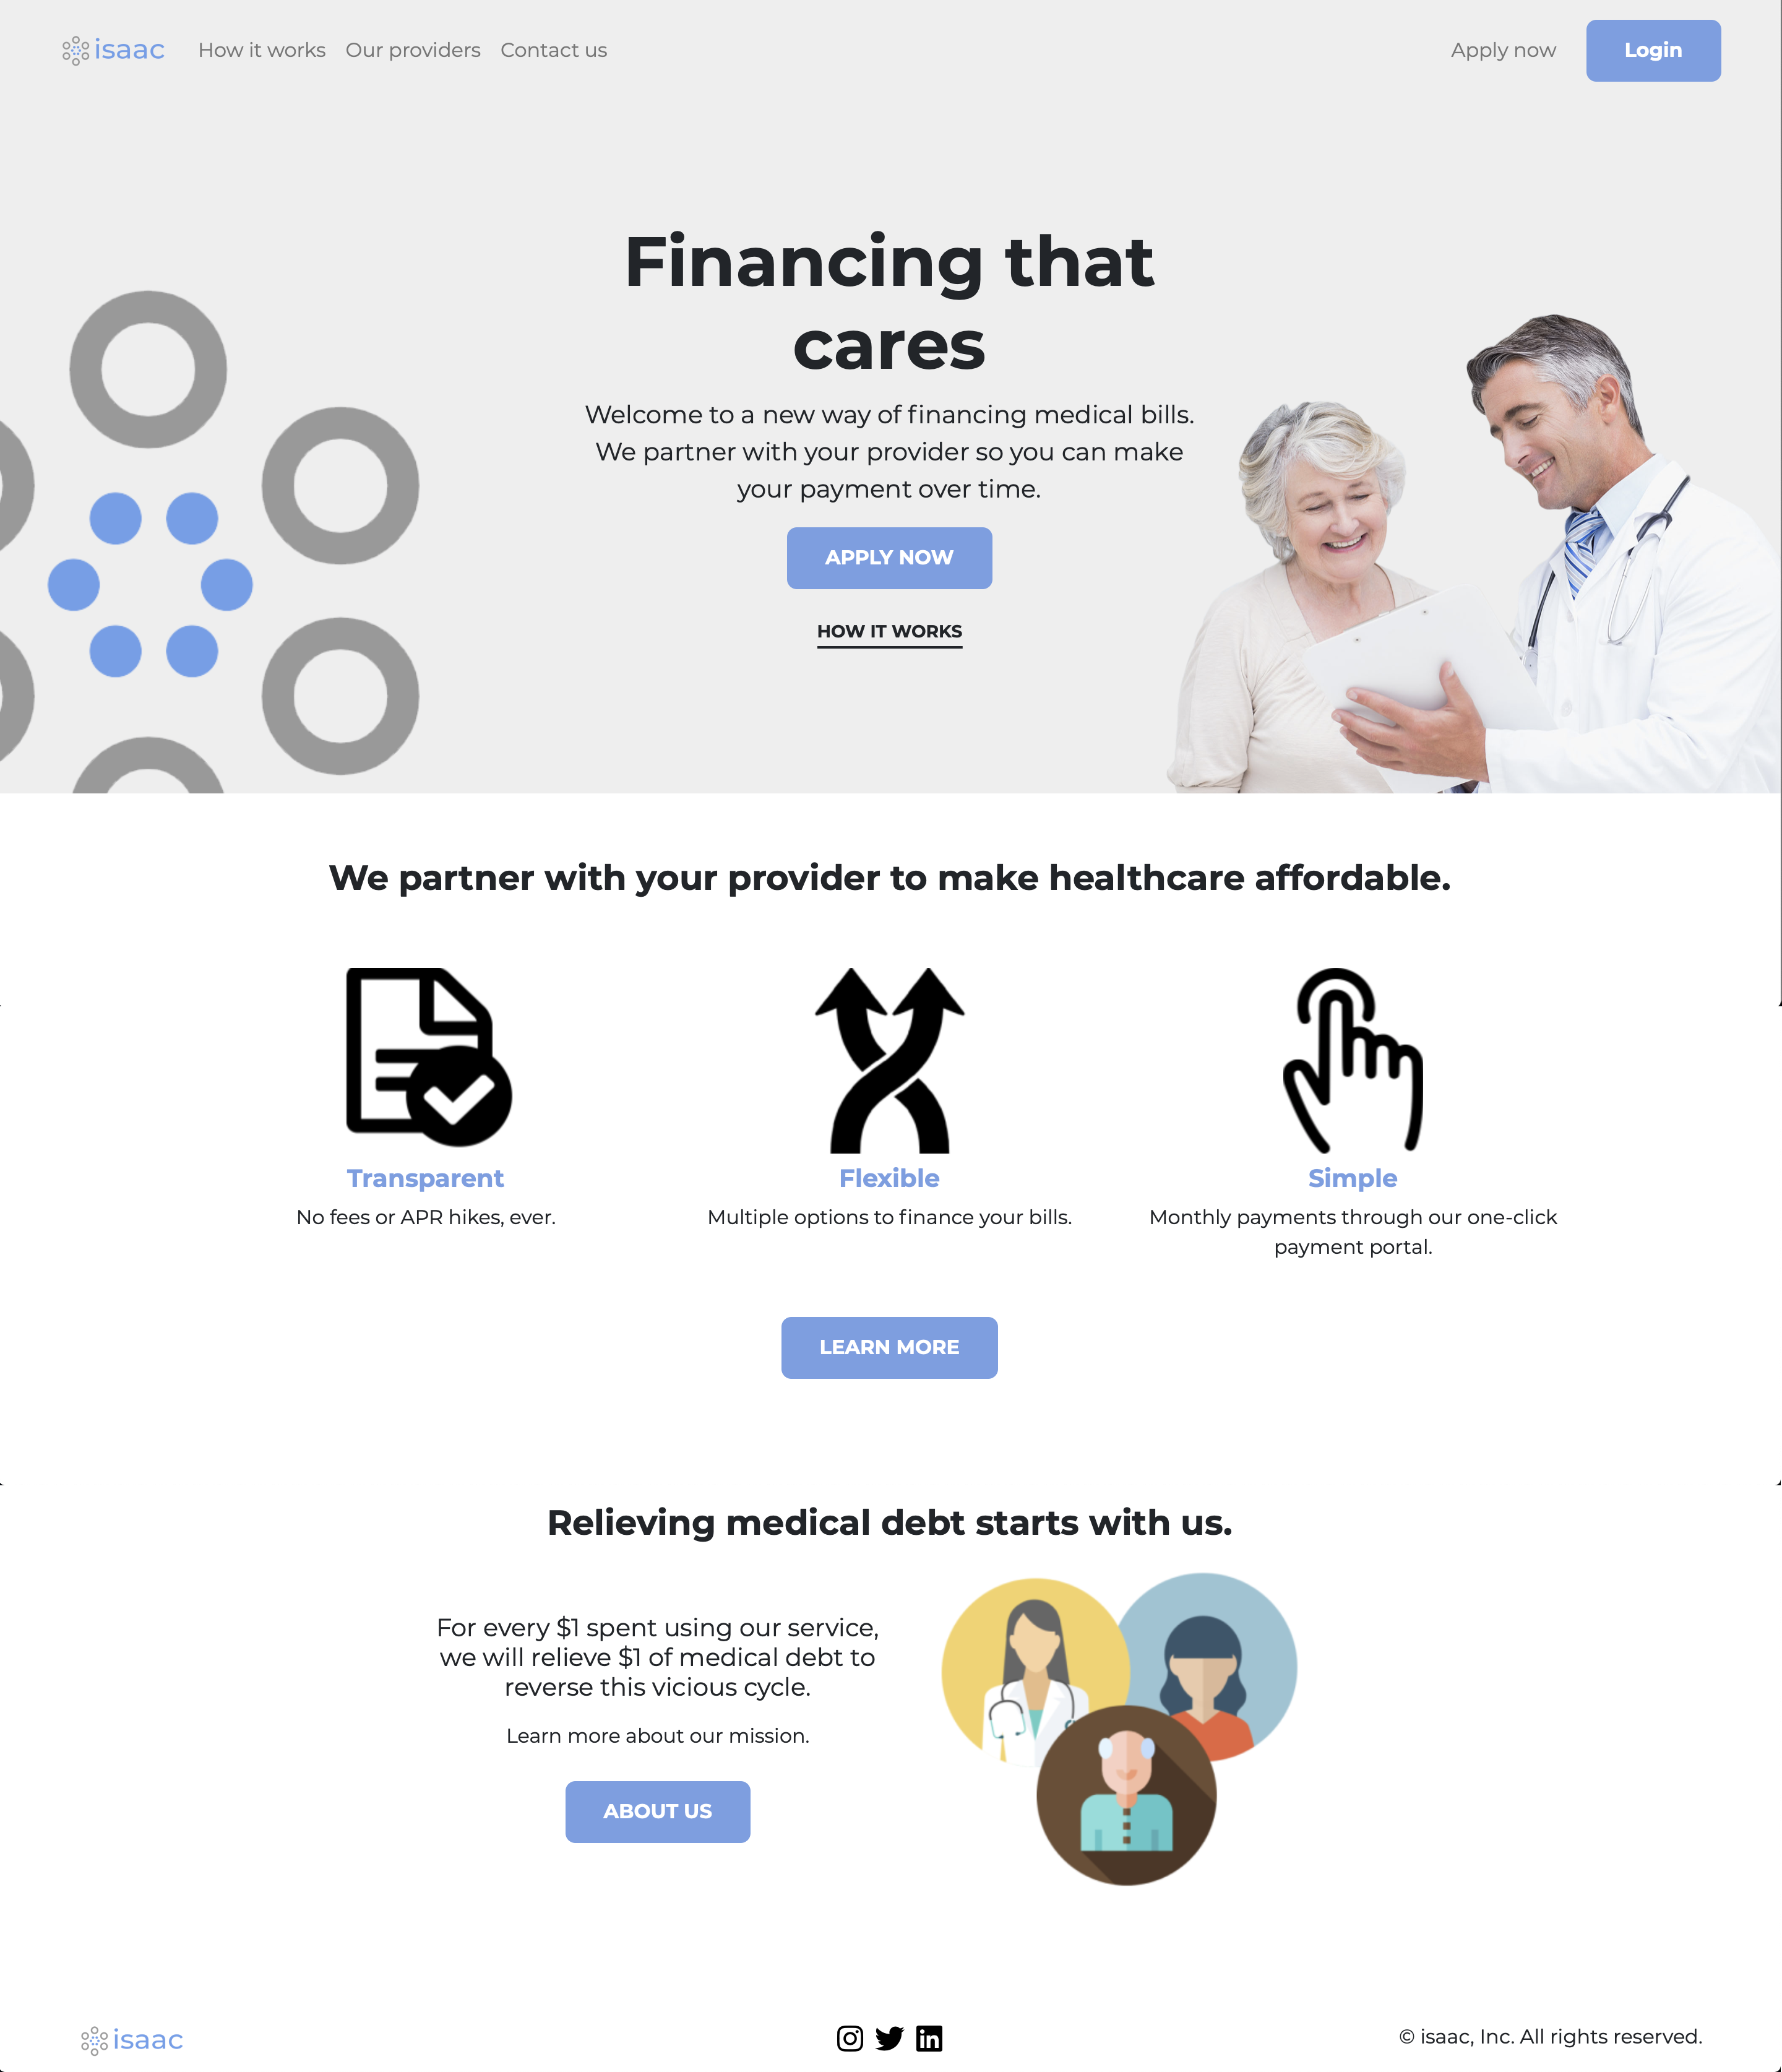 isaac How it works Our providers Contact us Apply now Login
Financing that
cares
Welcome to a new way of financing medical bills.
We partner with your provider so you can make
your payment over time.
APPLY NOW
HOW IT WORKS
We partner with your provider to make healthcare affordable.
Transparent
No fees or APR hikes, ever.
Flexible
Multiple options to finance your bills.
Simple
Monthly payments through our one-click
payment portal.
LEARN MORE
Relieving medical debt starts with us.
For every $1 spent using our service,
we will relieve $1 of medical debt to
reverse this vicious cycle.
Learn more about our mission.
ABOUT US
isaac
in
© isaac, Inc. All rights reserved.